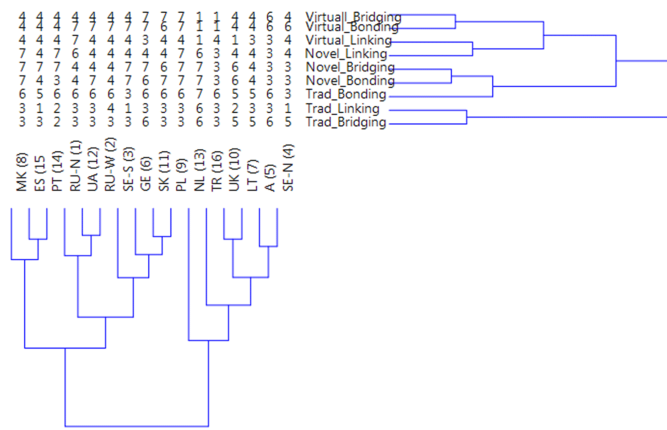 4 4 4 4 4 4 4 7 7 7 1 1 4 4 6 4 Virtuall_Bridging
4 4 4 7 7 7 7 7 6 7 1 1 4 4 6 6 Virtual_Bonding
4 4 4 7 4 4 4 3 4 4 1 4 1 3 3 4 Virtual_Linking
7 7 4 4 4 4 4 4 4 7 6 3 4 4 3 4 Novel_Linking
7 7 7 4 4 4 7 7 6 7 7 6 7 4 3 3 Novel_Bridging
7 4 3 4 7 7 7 6 7 7 7 6 4 4 3 3 Novel_Bonding
6 6 5 6 6 6 6 6 7 6 7 6 5 5 6 3 Trad_Bonding
3 1 2 3 3 4 1 3 3 3 6 3 2 3 3 1 Trad_Linking
3 3 2 3 3 3 3 6 3 3 6 3 5 5 6 5 Trad_Bridging
MK (8)
ES (15
PT (14)
RU-N (1)
UA (12)
RU-W (2)
SE-S (3)
GE (6)
SK (11)
PL (9)
NL (13)
TR (16)
UK (10)
LT (7)
A (5)
SE-N (4)